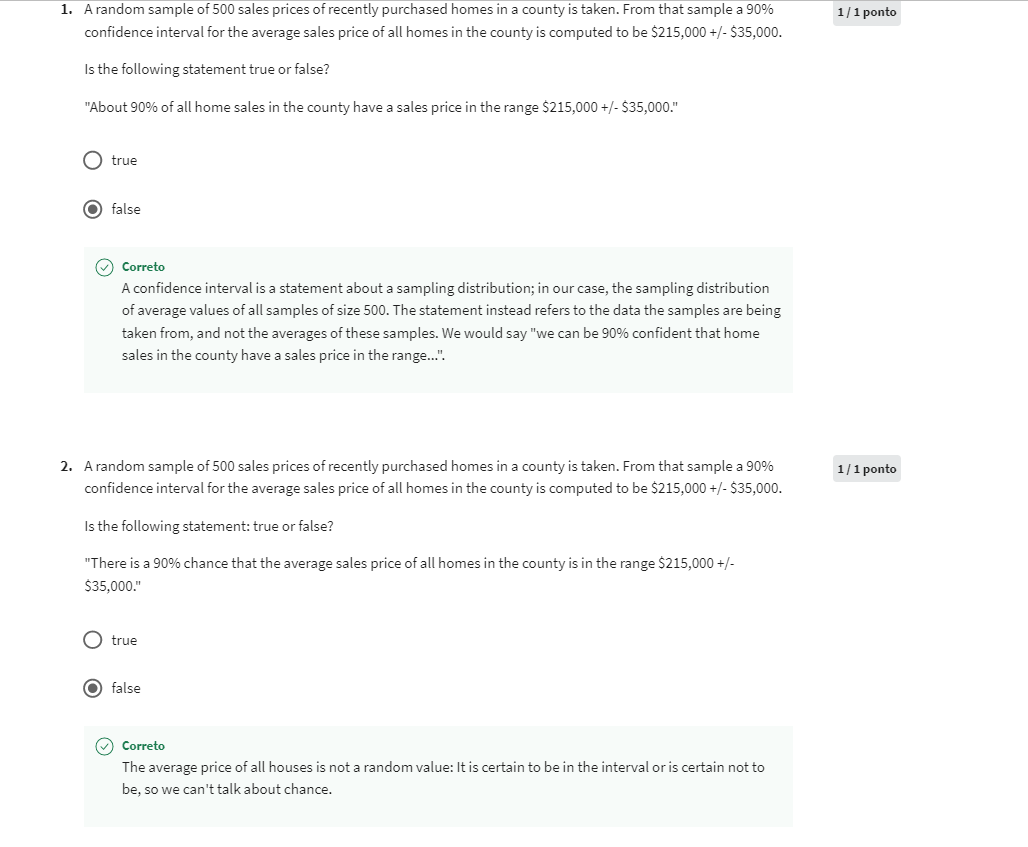 1. A random sample of 500 sales prices of recently purchased homes in a county is taken. From that sample a 90%
1 / 1 ponto
confidence interval for the average sales price of all homes in the county is computed to be $215,000 +/- $35,000.
Is the following statement true or false?
"About 90% of all home sales in the county have a sales price in the range $215,000 +/- $35,000."
true
false
Correto
A confidence interval is a statement about a sampling distribution; in our case, the sampling distribution
of average values of all samples of size 500. The statement instead refers to the data the samples are being
taken from, and not the averages of these samples. We would say "we can be 90% confident that home
sales in the county have a sales price in the range...".
2. A random sample of 500 sales prices of recently purchased homes in a county is taken. From that sample a 90%
1 / 1 ponto
confidence interval for the average sales price of all homes in the county is computed to be $215,000 +/- $35,000.
Is the following statement: true or false?
"There is a 90% chance that the average sales price of all homes in the county is in the range $215,000 +/-
$35,000."
true
false
Correto
The average price of all houses is not a random value: It is certain to be in the interval or is certain not to
be, so we can't talk about chance.